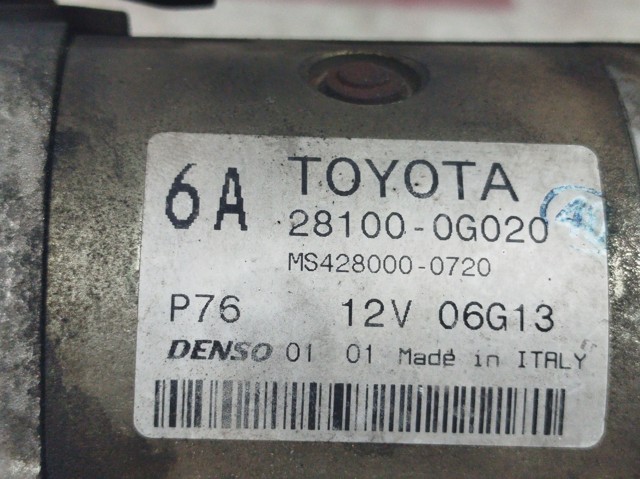 6A TOYOTA
28100-0G020
MS428000-0720
P76 12V 06G13
DENSO 01 01 Made in ITALY